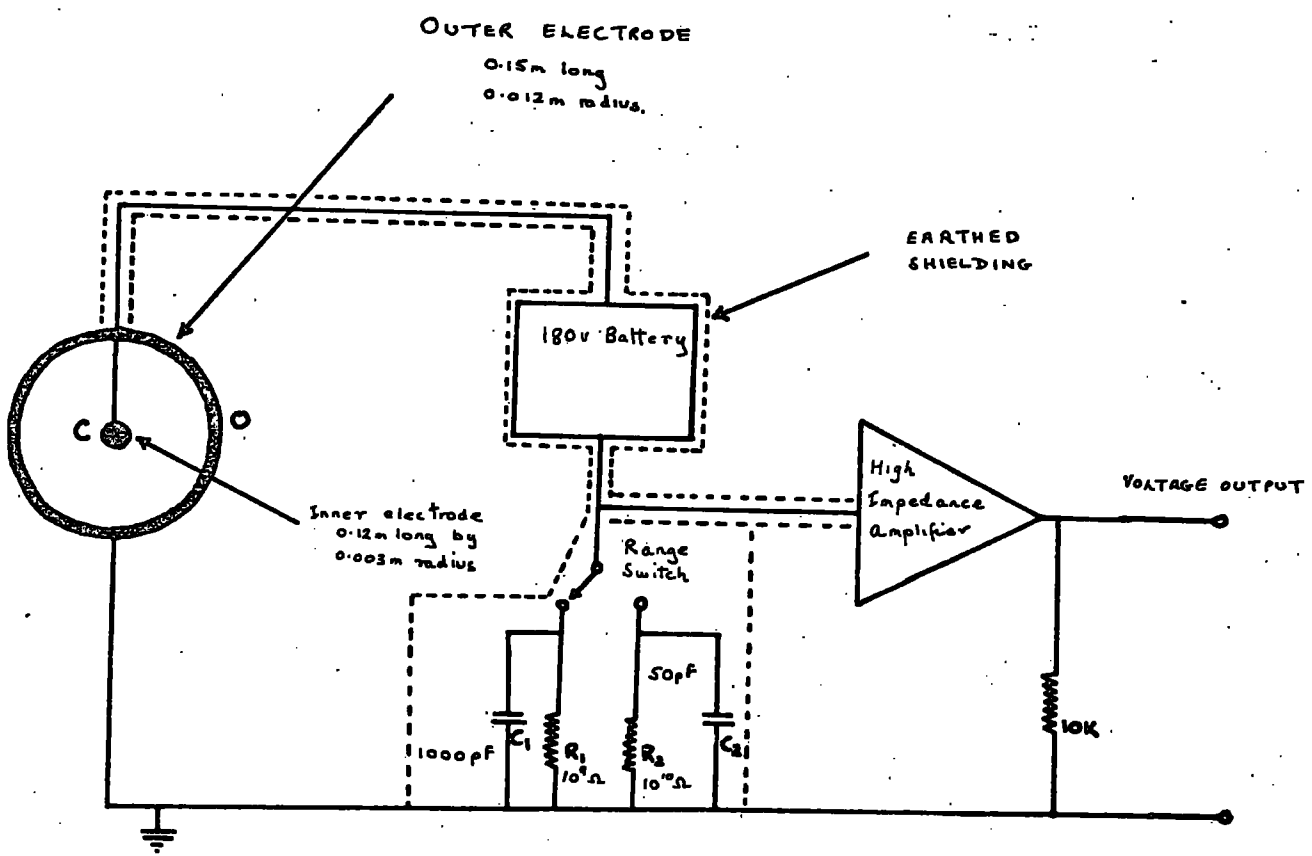 OUTER ELECTRODE
0.15m long
0.012m radius.
EARTHED
SHIELDING
180v Battery
C
O
High
Impedance
Amplifier
VOLTAGE OUTPUT
Inner electrode
0.12m long by
0.003m radius
Range
Switch
50pF
1000pF
C1
R1
10⁹Ω
R2
10¹⁰Ω
C2
10K